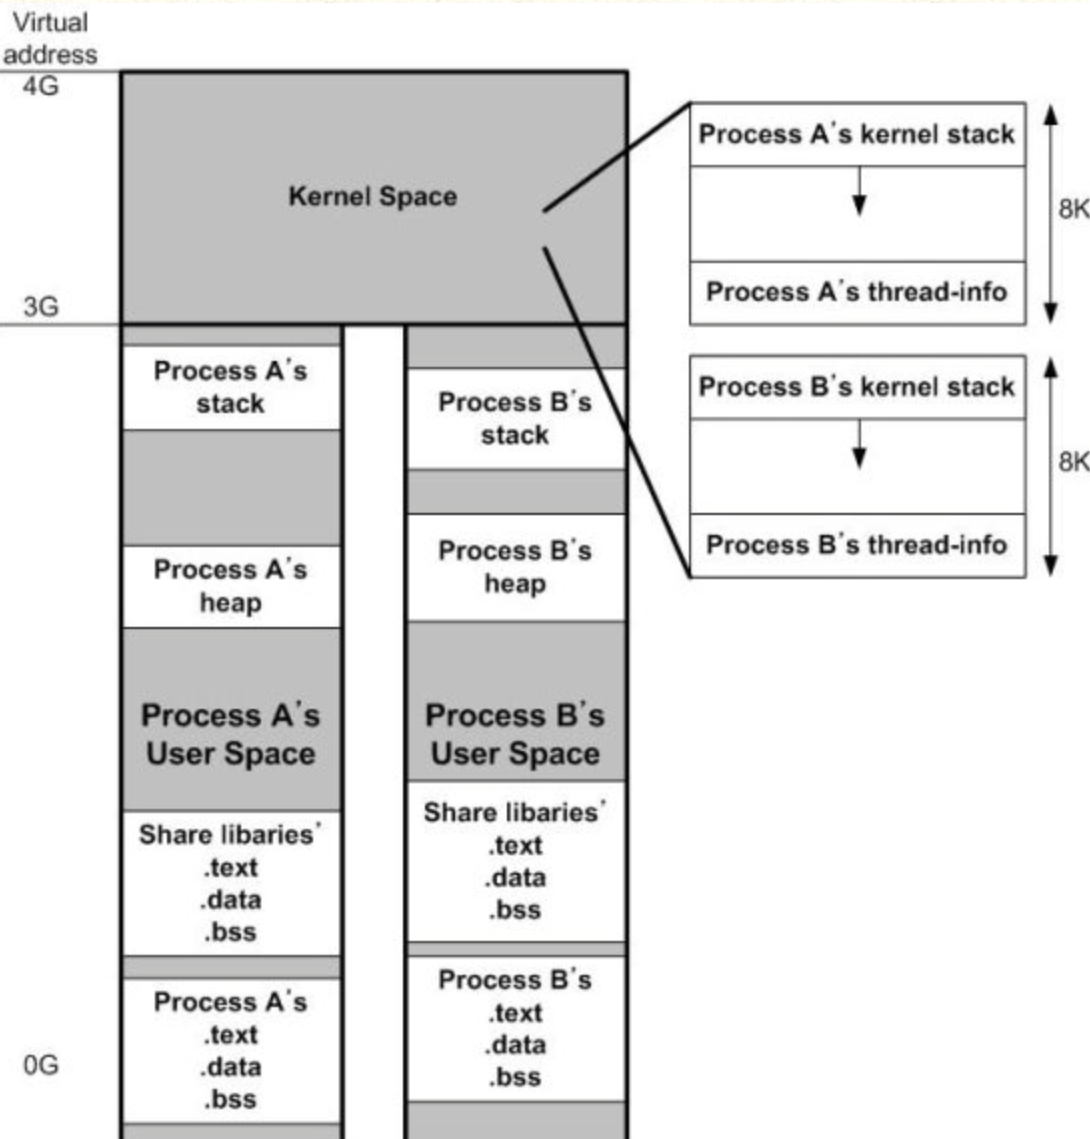 Virtual
address
4G
Kernel Space
3G
Process A's kernel stack
Process A's thread-info
8K
Process B's kernel stack
Process B's thread-info
8K
Process A's
stack
Process A's
heap
Process A's
User Space
Share libaries'
.text
.data
.bss
Process A's
.text
.data
.bss
Process B's
stack
Process B's
heap
Process B's
User Space
Share libaries'
.text
.data
.bss
Process B's
.text
.data
.bss
0G